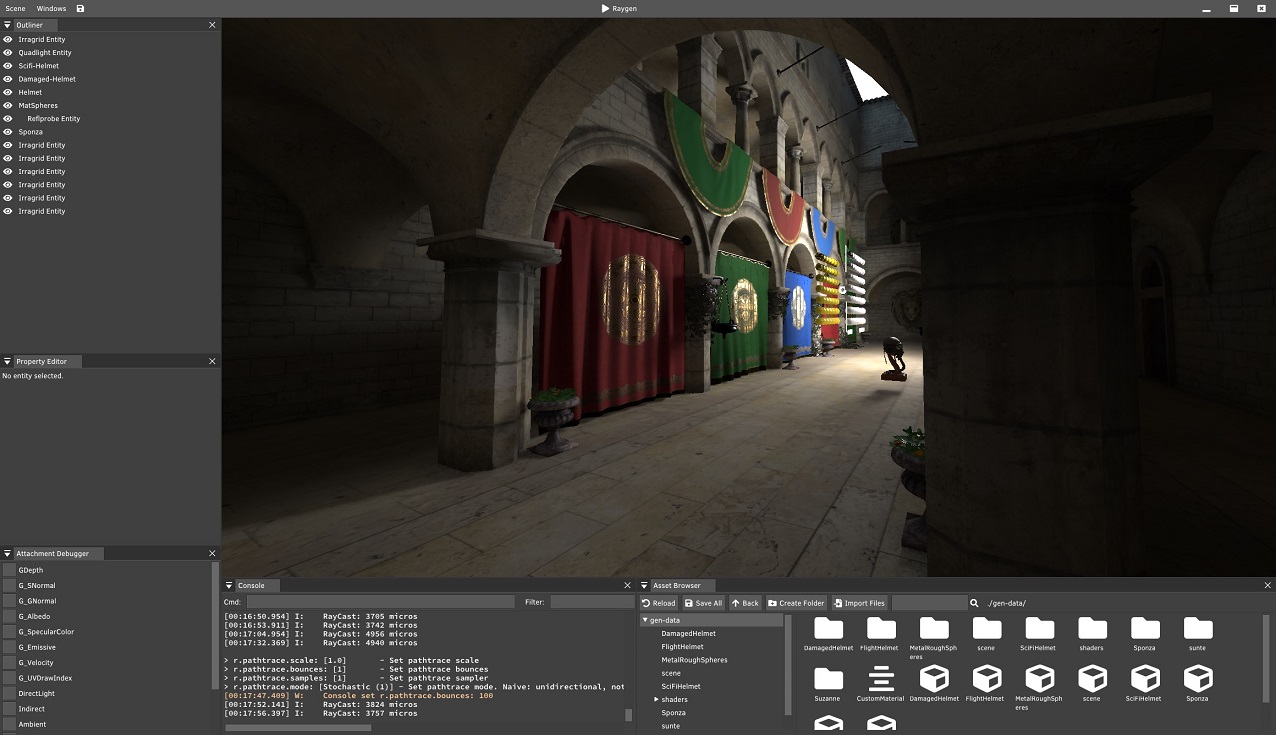 Scene Windows
Raygen
Outliner
Irragrid Entity
Quadlight Entity
Scifi-Helmet
Damaged-Helmet
Helmet
MatSpheres
Reflprobe Entity
Sponza
Irragrid Entity
Irragrid Entity
Irragrid Entity
Irragrid Entity
Irragrid Entity
Irragrid Entity
Property Editor
No entity selected.
Attachment Debugger
GDepth
G_SNormal
G_GNormal
G_Albedo
G_SpecularColor
G_Emissive
G_Velocity
G_UVDrawIndex
DirectLight
Indirect
Ambient
Console
Cmd: Filter:
[00:16:50.954] I: RayCast: 3705 micros
[00:16:53.911] I: RayCast: 3742 micros
[00:17:04.954] I: RayCast: 4956 micros
[00:17:32.369] I: RayCast: 4940 micros
> r.pathtrace.scale: [1.0] - Set pathtrace scale
> r.pathtrace.bounces: [1] - Set pathtrace bounces
> r.pathtrace.samples: [1] - Set pathtrace sampler
> r.pathtrace.mode: [Stochastic (1)] - Set pathtrace mode. Naive: unidirectional, not
[00:17:47.409] W: Console set r.pathtrace.bounces: 100
[00:17:52.141] I: RayCast: 3824 micros
[00:17:56.397] I: RayCast: 3757 micros
Asset Browser
Reload Save All Back Create Folder Import Files ./gen-data/
gen-data
DamagedHelmet
FlightHelmet
MetalRoughSpheres
scene
SciFiHelmet
shaders
Sponza
sunte
DamagedHelmet FlightHelmet MetalRoughSph scene SciFiHelmet shaders Sponza sunte
eres
Suzanne CustomMaterial DamagedHelmet FlightHelmet MetalRoughSph scene SciFiHelmet Sponza
eres